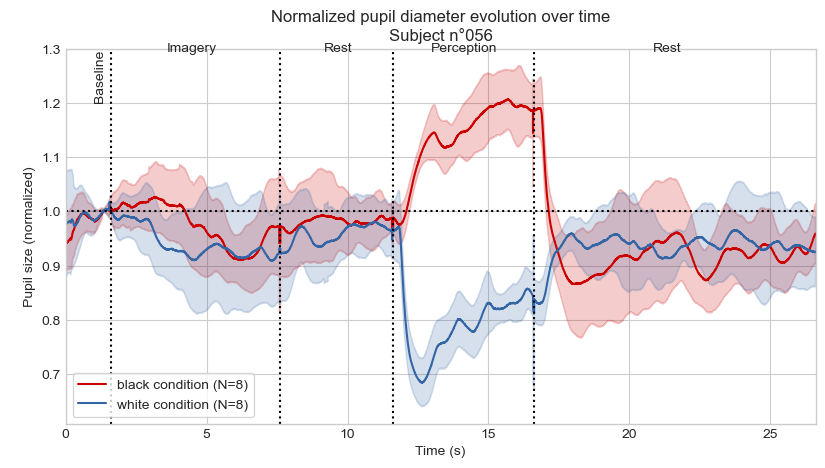 Normalized pupil diameter evolution over time
Subject n°056
Baseline
Imagery
Rest
Perception
Rest
Pupil size (normalized)
1.3
1.2
1.1
1.0
0.9
0.8
0.7
black condition (N=8)
white condition (N=8)
0
5
10
15
20
25
Time (s)